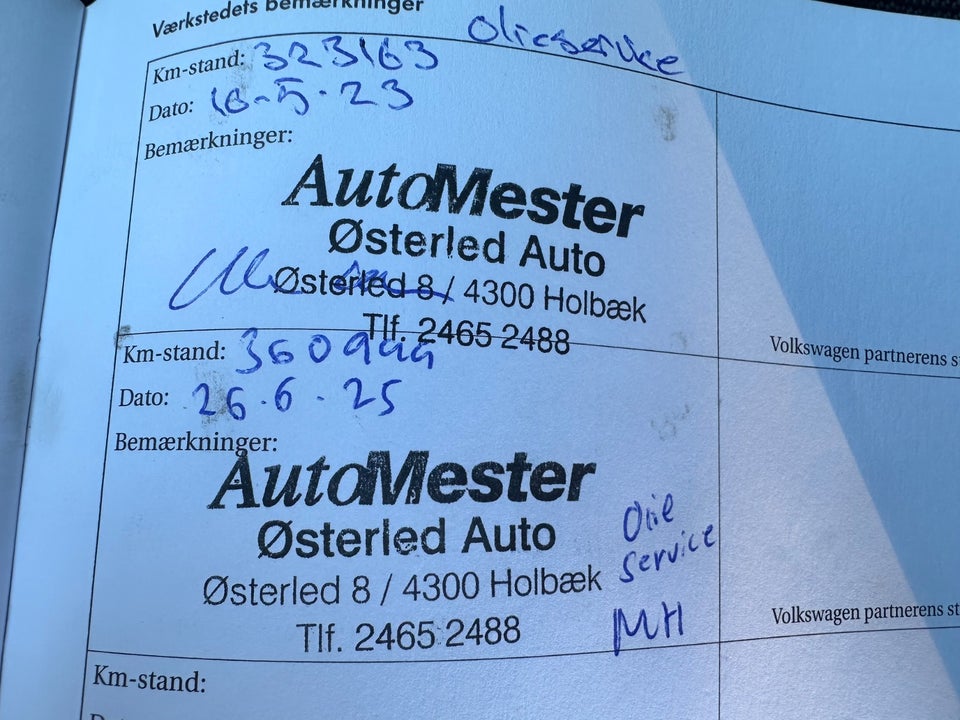 Værkstedets bemærkninger
Km-stand: 323163 Olieservice
Dato: 16-5-23
Bemærkninger:
AutoMester
Østerled Auto
Østerled 8 / 4300 Holbæk
Tlf. 2465 2488
Volkswagen partnerens
Km-stand:
Dato: 26.6.25
Bemærkninger:
AutoMester
Østerled Auto
Østerled 8 / 4300 Holbæk
Tlf. 2465 2488
Olie
service
MH
Volkswagen partnerens
Km-stand: